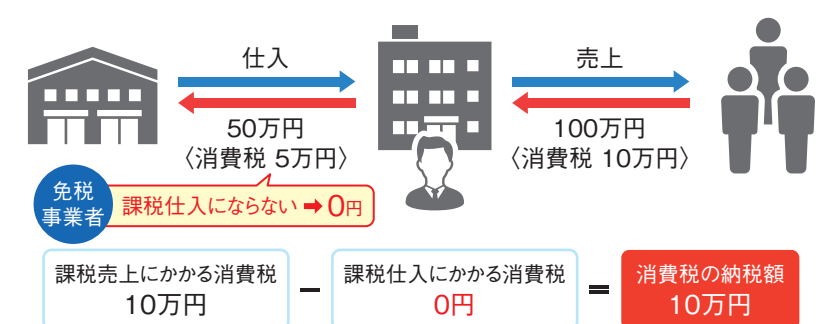 仕入
売上
50万円
〈消費税 5万円〉
100万円
〈消費税 10万円〉
免税
事業者
課税仕入にならない➡0円
課税売上にかかる消費税
10万円
−
課税仕入にかかる消費税
0円
=
消費税の納税額
10万円